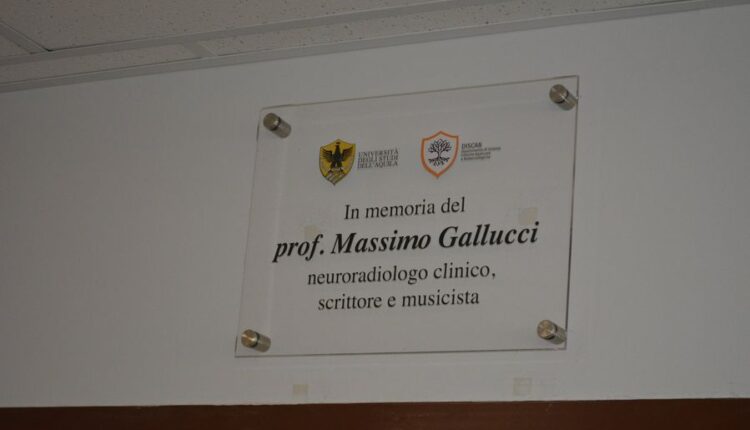 UNIVERSITÀ
DEGLI STUDI
DELL'AQUILA
DISCAB
In memoria del
prof. Massimo Gallucci
neuroradiologo clinico,
scrittore e musicista